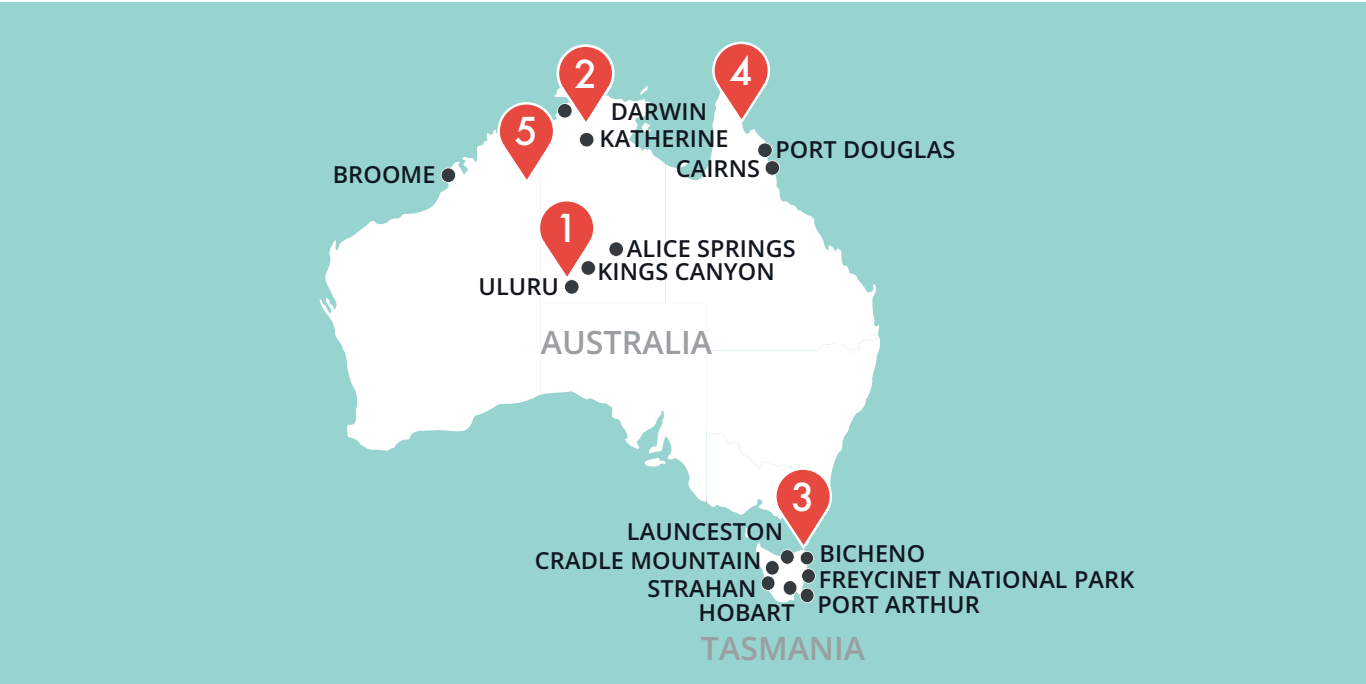 4
2
DARWIN
5
KATHERINE
PORT DOUGLAS
CAIRNS
BROOME
1
ALICE SPRINGS
KINGS CANYON
ULURU
AUSTRALIA
3
LAUNCESTON
BICHENO
CRADLE MOUNTAIN
FREYCINET NATIONAL PARK
STRAHAN
PORT ARTHUR
HOBART
TASMANIA